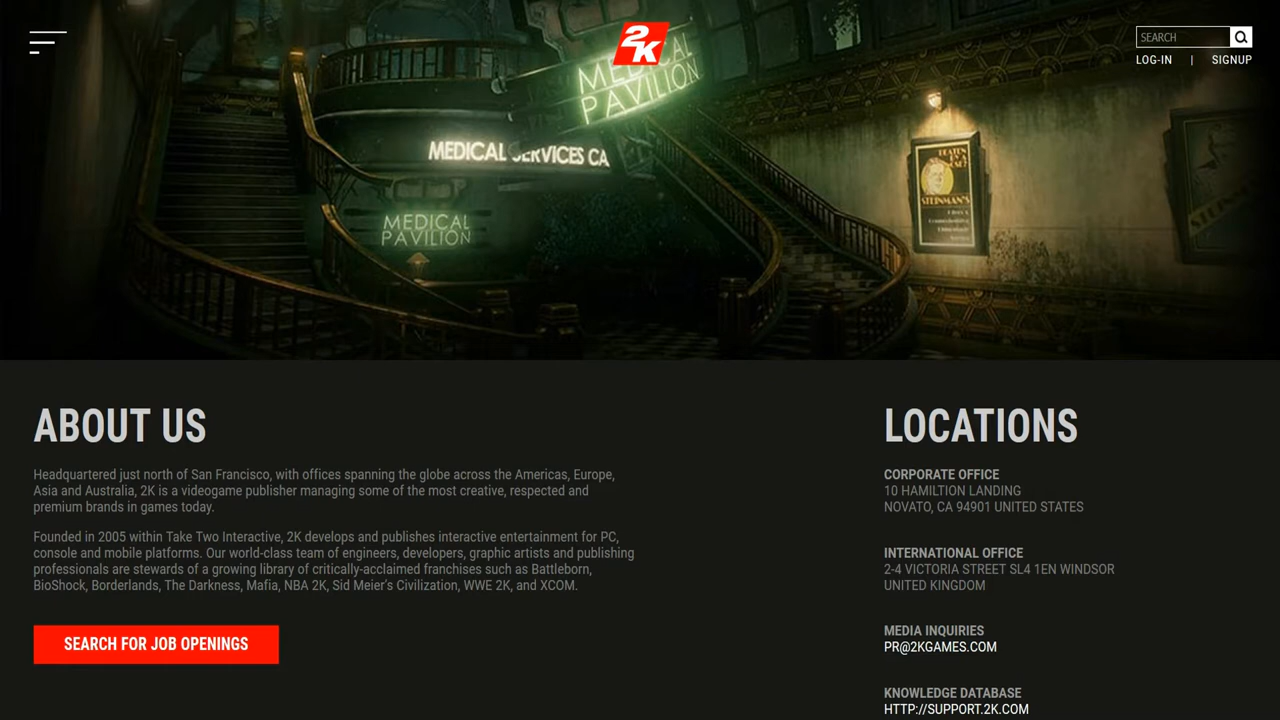 2K
SEARCH
LOG-IN | SIGNUP
MEDICAL
PAVILION
MEDICAL SERVICES CA
MEDICAL
PAVILION
BEATEN
STEINMAN'S
ABOUT US
Headquartered just north of San Francisco, with offices spanning the globe across the Americas, Europe,
Asia and Australia, 2K is a videogame publisher managing some of the most creative, respected and
premium brands in games today.
Founded in 2005 within Take Two Interactive, 2K develops and publishes interactive entertainment for PC,
console and mobile platforms. Our world-class team of engineers, developers, graphic artists and publishing
professionals are stewards of a growing library of critically-acclaimed franchises such as Battleborn,
BioShock, Borderlands, The Darkness, Mafia, NBA 2K, Sid Meier's Civilization, WWE 2K, and XCOM.
SEARCH FOR JOB OPENINGS
LOCATIONS
CORPORATE OFFICE
10 HAMILTION LANDING
NOVATO, CA 94901 UNITED STATES
INTERNATIONAL OFFICE
2-4 VICTORIA STREET SL4 1EN WINDSOR
UNITED KINGDOM
MEDIA INQUIRIES
PR@2KGAMES.COM
KNOWLEDGE DATABASE
HTTP://SUPPORT.2K.COM